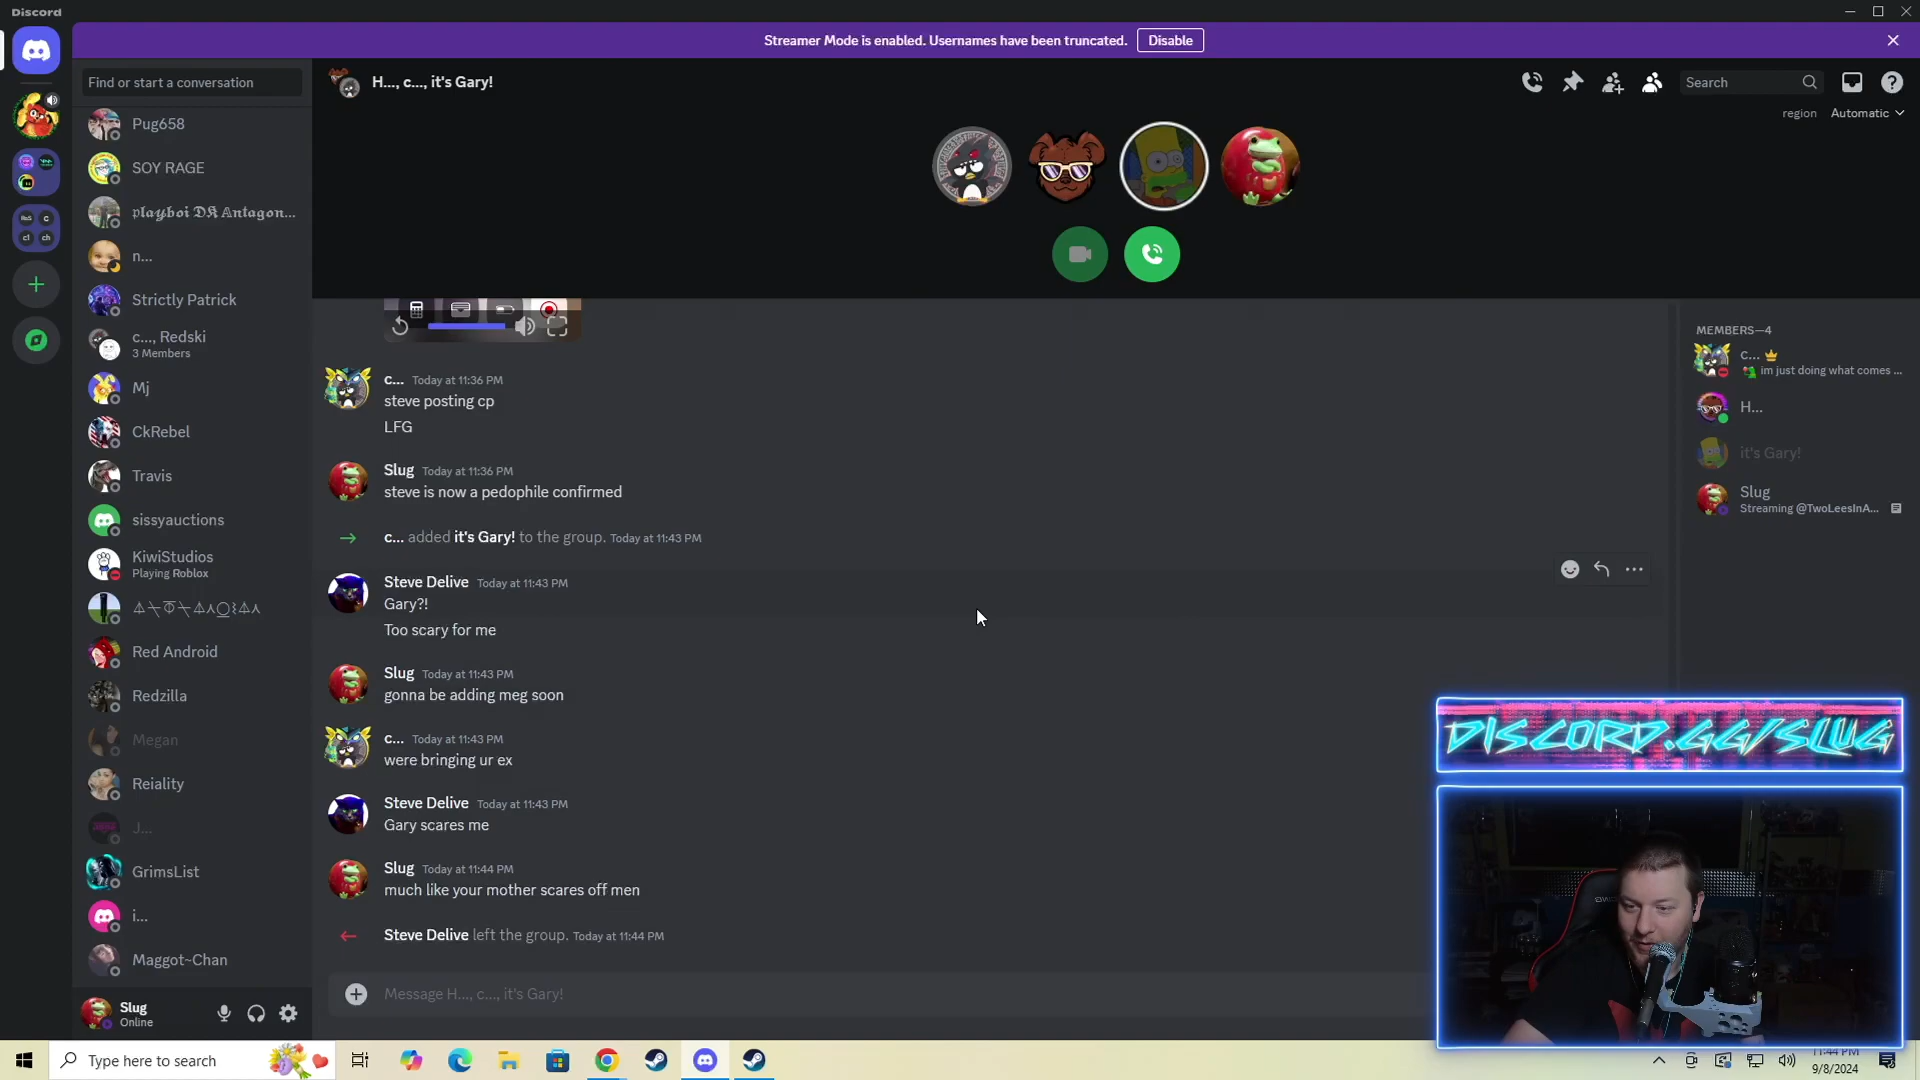 Discord
Streamer Mode is enabled. Usernames have been truncated.
Disable
Find or start a conversation
H..., c..., it's Gary!
Search
region
Automatic
Pug658
SOY RAGE
n...
Strictly Patrick
c..., Redski
3 Members
Mj
CkRebel
Travis
sissyauctions
KiwiStudios
Playing Roblox
Red Android
Redzilla
Megan
Reiality
J...
GrimsList
i...
Maggot~Chan
Slug
Online
c... Today at 11:36 PM
steve posting cp
LFG
Slug Today at 11:36 PM
steve is now a pedophile confirmed
c... added it's Gary! to the group. Today at 11:43 PM
Steve Delive Today at 11:43 PM
Gary?!
Too scary for me
Slug Today at 11:43 PM
gonna be adding meg soon
c... Today at 11:43 PM
were bringing ur ex
Steve Delive Today at 11:43 PM
Gary scares me
Slug Today at 11:44 PM
much like your mother scares off men
Steve Delive left the group. Today at 11:44 PM
Message H..., c..., it's Gary!
MEMBERS—4
c...
im just doing what comes ...
H...
it's Gary!
Slug
Streaming @TwoLeesInA...
DISCORD.GG/SLUG
Type here to search
11:44 PM
9/8/2024